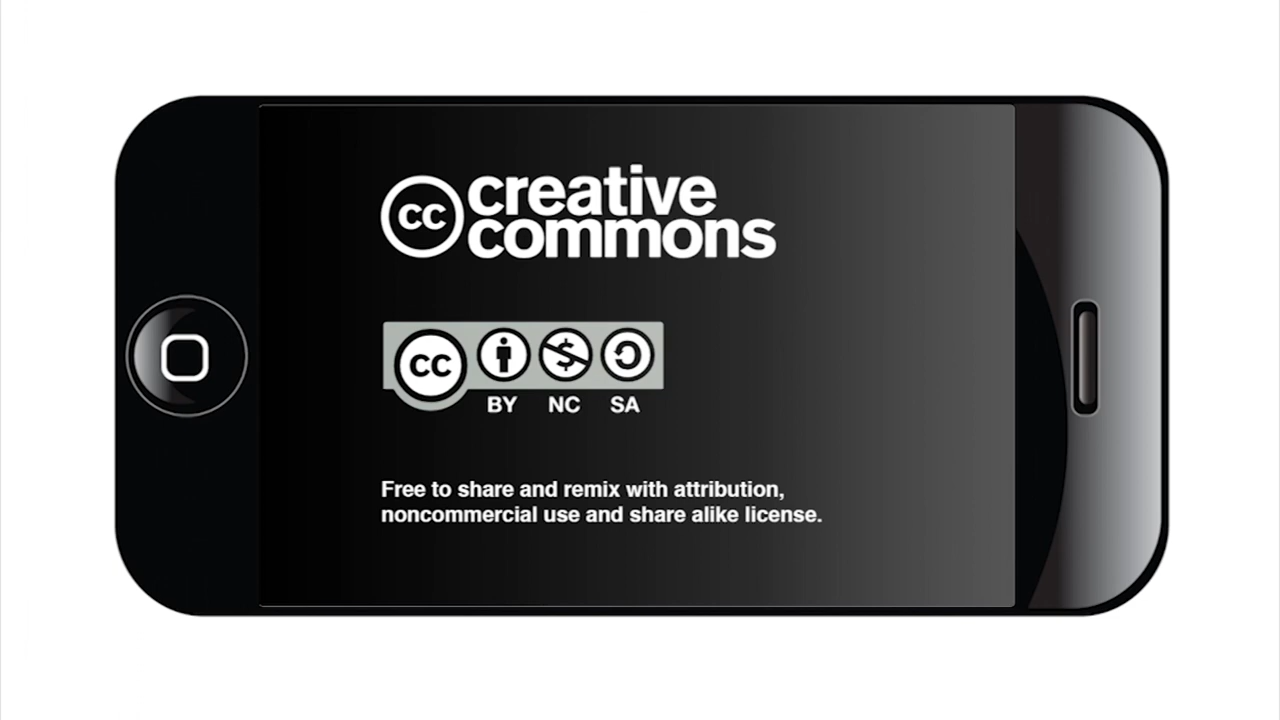 cc creative
commons
cc
BY NC SA
Free to share and remix with attribution,
noncommercial use and share alike license.